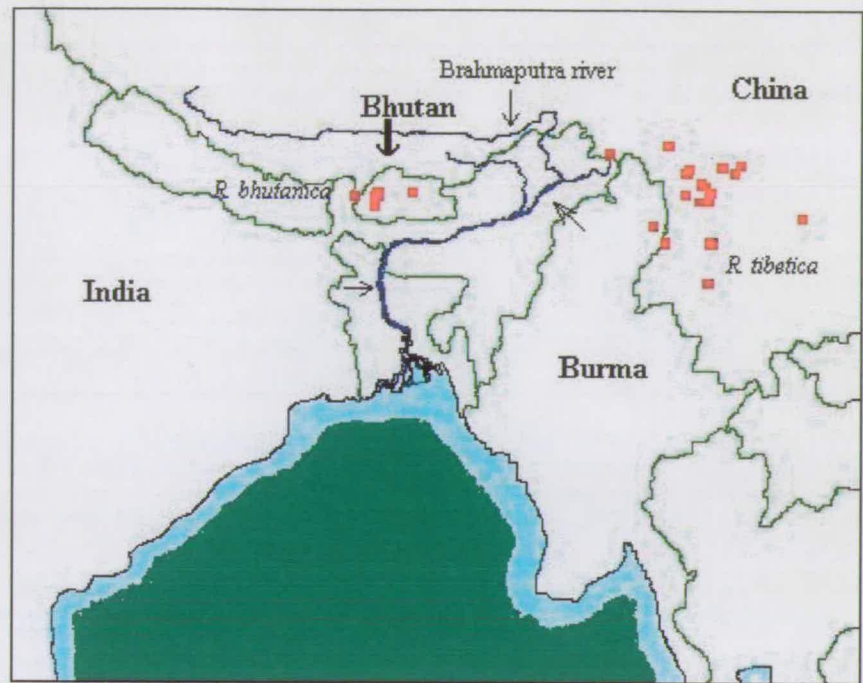 Brahmaputra river
China
Bhutan
R. bhutanica
R. tibetica
India
Burma